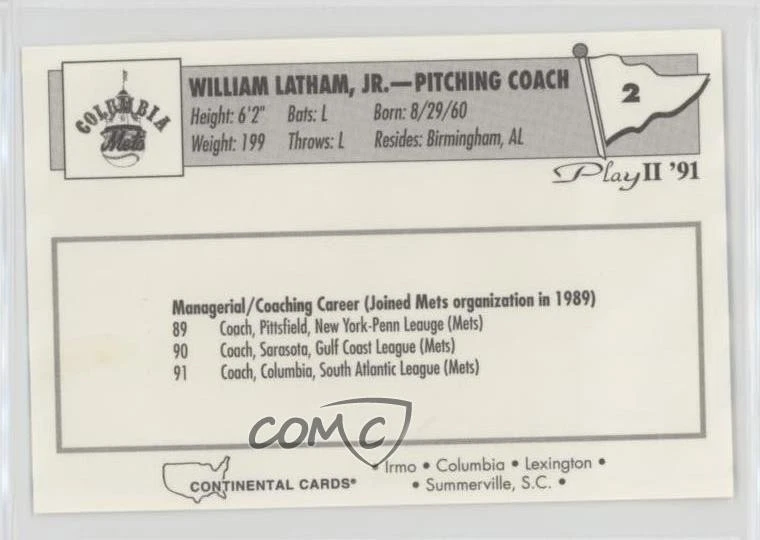 COLUMBIA
Mets
WILLIAM LATHAM, JR.—PITCHING COACH
Height: 6'2" Bats: L Born: 8/29/60
Weight: 199 Throws: L Resides: Birmingham, AL
2
Play II '91
Managerial/Coaching Career (Joined Mets organization in 1989)
89 Coach, Pittsfield, New York-Penn Leauge (Mets)
90 Coach, Sarasota, Gulf Coast League (Mets)
91 Coach, Columbia, South Atlantic League (Mets)
COMC
CONTINENTAL CARDS®
• Irmo • Columbia • Lexington •
• Summerville, S.C. •